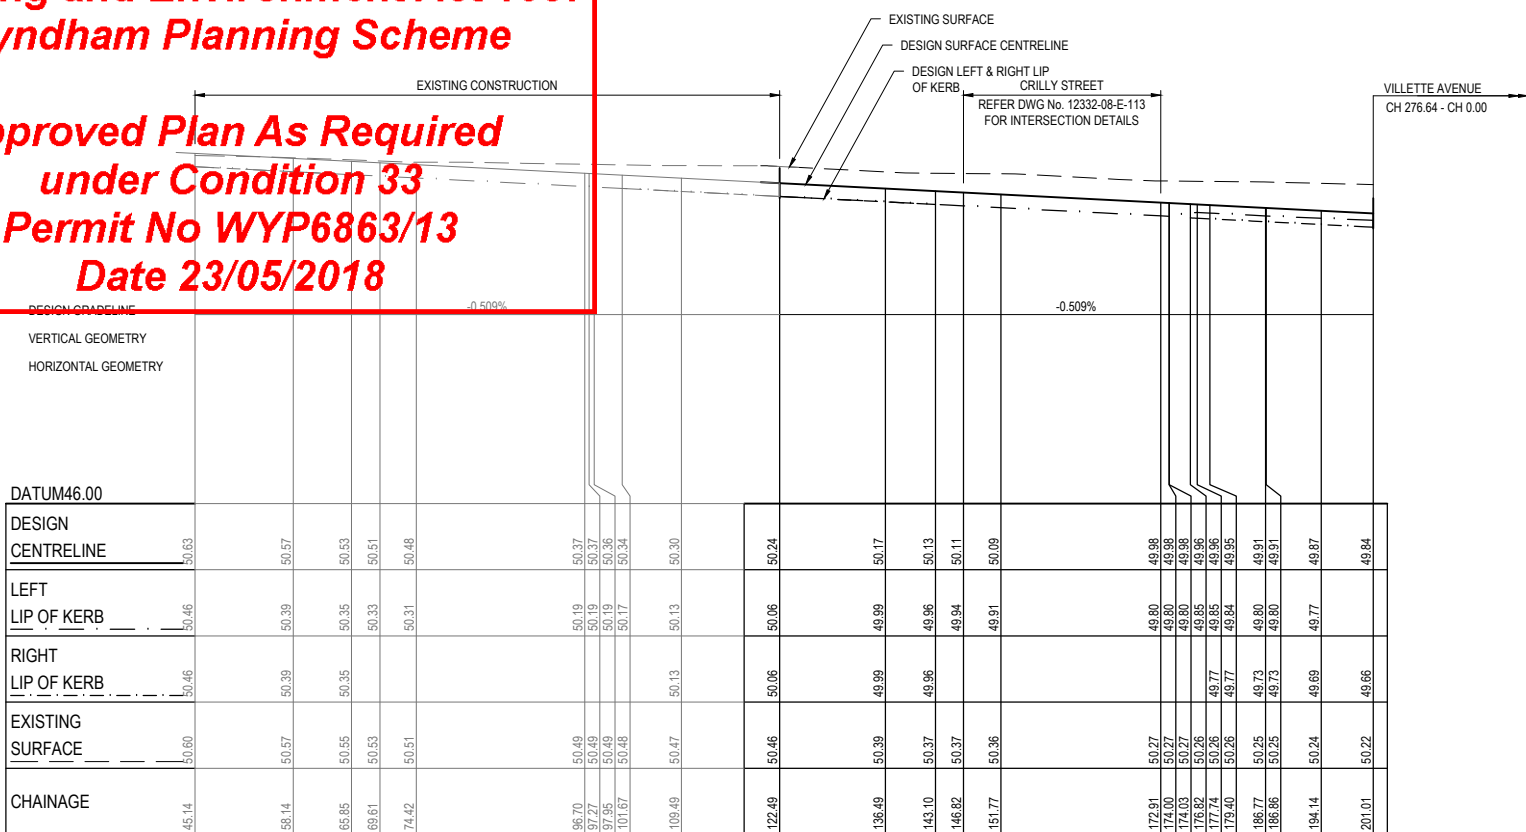 yndham Planning Scheme
proved Plan As Required
under Condition 33
Permit No WYP6863/13
Date 23/05/2018
EXISTING SURFACE
DESIGN SURFACE CENTRELINE
DESIGN LEFT & RIGHT LIP
OF KERB
EXISTING CONSTRUCTION
CRILLY STREET
REFER DWG No. 12332-08-E-113
FOR INTERSECTION DETAILS
VILLETTE AVENUE
CH 276.64 - CH 0.00
DESIGN GRADELINE
-0.509%
-0.509%
VERTICAL GEOMETRY
HORIZONTAL GEOMETRY
DATUM46.00
DESIGN
CENTRELINE
50.63 50.57 50.53 50.51 50.48 50.37 50.37 50.36 50.34 50.30 50.24 50.17 50.13 50.11 50.09 49.98 49.98 49.98 49.96 49.96 49.95 49.91 49.91 49.87 49.84
LEFT
LIP OF KERB
50.46 50.39 50.35 50.33 50.31 50.19 50.19 50.19 50.17 50.13 50.06 49.99 49.96 49.94 49.91 49.80 49.80 49.80 49.85 49.85 49.84 49.80 49.80 49.77
RIGHT
LIP OF KERB
50.46 50.39 50.35 50.13 50.06 49.99 49.96 49.77 49.77 49.73 49.73 49.69 49.66
EXISTING
SURFACE
50.60 50.57 50.55 50.53 50.51 50.49 50.49 50.49 50.48 50.47 50.46 50.39 50.37 50.37 50.36 50.27 50.27 50.27 50.26 50.26 50.26 50.25 50.25 50.24 50.22
CHAINAGE
45.14 58.14 65.85 69.61 74.42 96.70 97.27 97.95 101.67 109.49 122.49 136.49 143.10 146.82 151.77 172.91 174.00 174.03 176.82 177.74 179.40 186.77 186.86 194.14 201.01